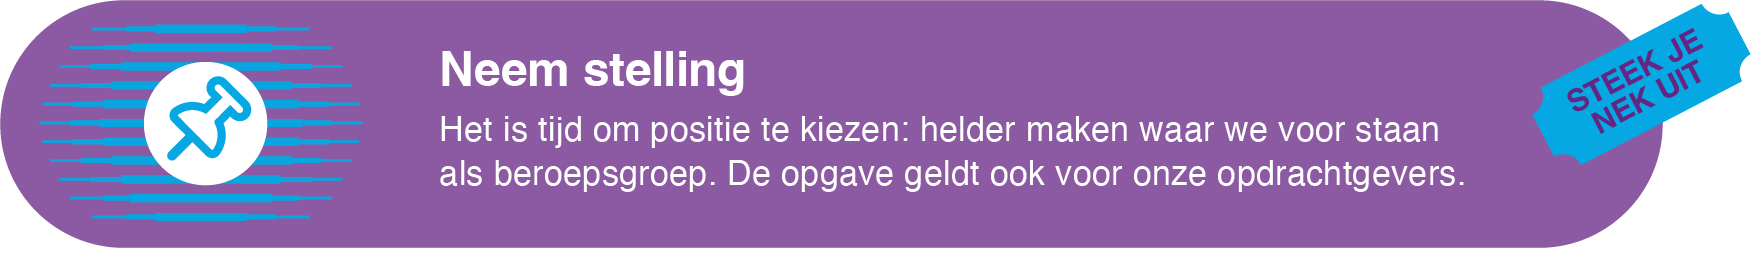 Neem stelling
Het is tijd om positie te kiezen: helder maken waar we voor staan
als beroepsgroep. De opgave geldt ook voor onze opdrachtgevers.
STEEK JE
NEK UIT